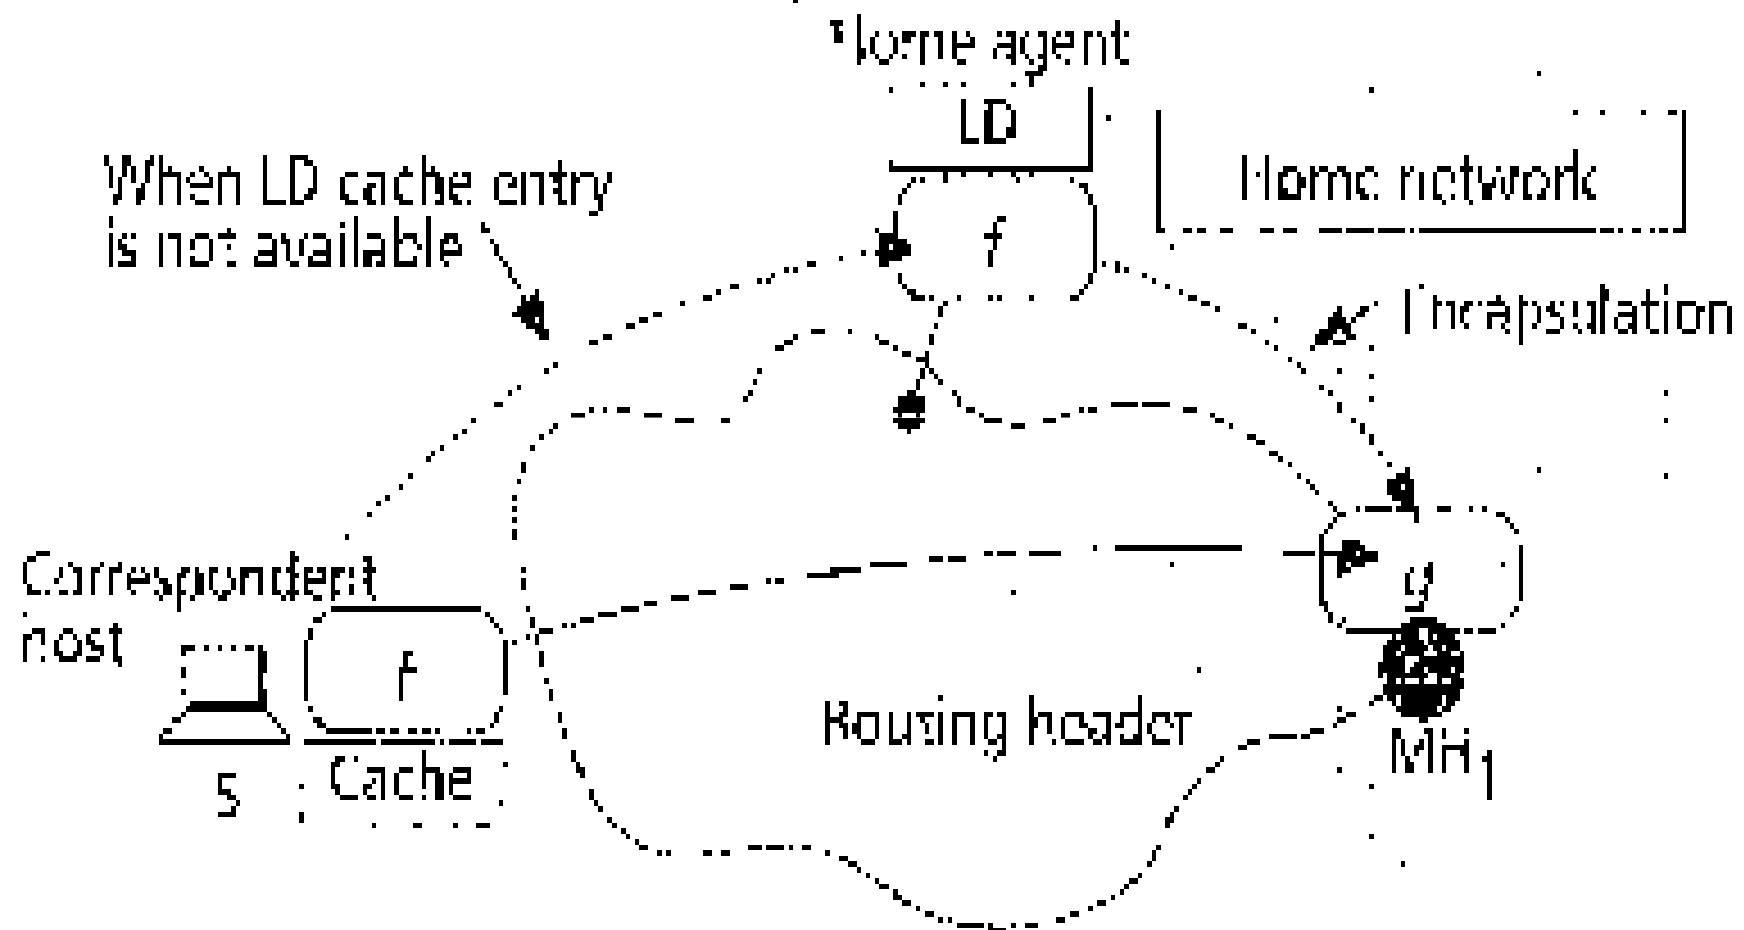 Home agent
LD
Home network
When LD cache entry
is not available
f
Encapsulation
Correspondent
host
g
f
Routing header
MH1
Cache
S